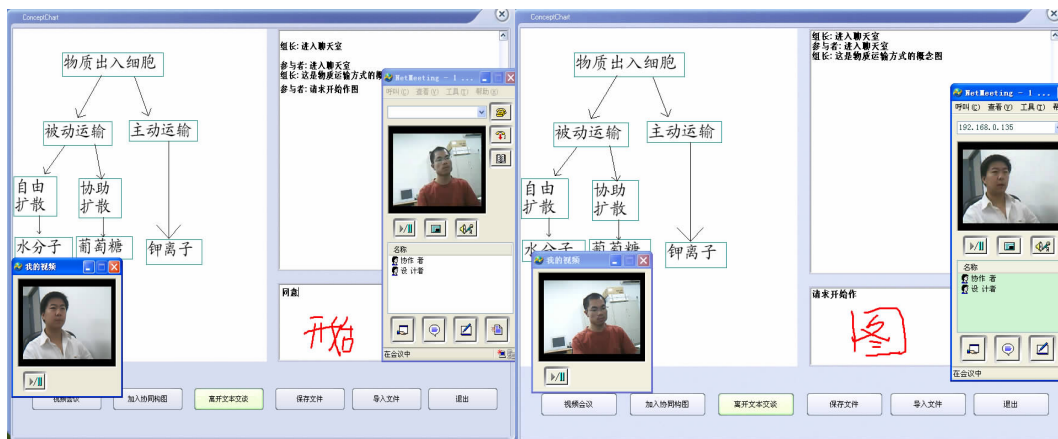 ConceptChart
物质出入细胞
被动运输
主动运输
自由
扩散
协助
扩散
水分子
葡萄糖
钾离子
组长: 进入聊天室
参与者: 进入聊天室
组长: 这是物质运输方式的概
参与者: 请求开始作图
NetMeeting - 1 ...
呼叫(C) 查看(V) 工具(T) 帮助(H)
名称
协作 者
设 计者
在会议中
我的视频
同意
开始
视频会议
加入协同构图
离开文本交谈
保存文件
导入文件
退出
ConceptChart
物质出入细胞
被动运输
主动运输
自由
扩散
协助
扩散
水分子
葡萄糖
钾离子
组长: 进入聊天室
参与者: 进入聊天室
组长: 这是物质运输方式的概念图
NetMeeting - 1 ...
呼叫(C) 查看(V) 工具(T) 帮
192.168.0.135
名称
协作 者
设 计者
在会议中
我的视频
请求开始作
图
视频会议
加入协同构图
离开文本交谈
保存文件
导入文件
退出